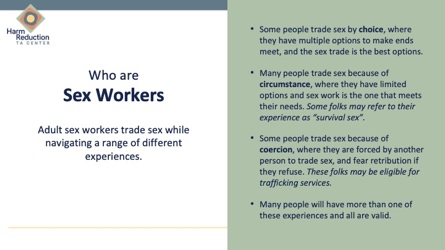 Harm
Reduction
TA CENTER
Who are
Sex Workers
Adult sex workers trade sex while
navigating a range of different
experiences.
• Some people trade sex by choice, where
they have multiple options to make ends
meet, and the sex trade is the best options.
• Many people trade sex because of
circumstance, where they have limited
options and sex work is the one that meets
their needs. Some folks may refer to their
experience as “survival sex”.
• Some people trade sex because of
coercion, where they are forced by another
person to trade sex, and fear retribution if
they refuse. These folks may be eligible for
trafficking services.
• Many people will have more than one of
these experiences and all are valid.